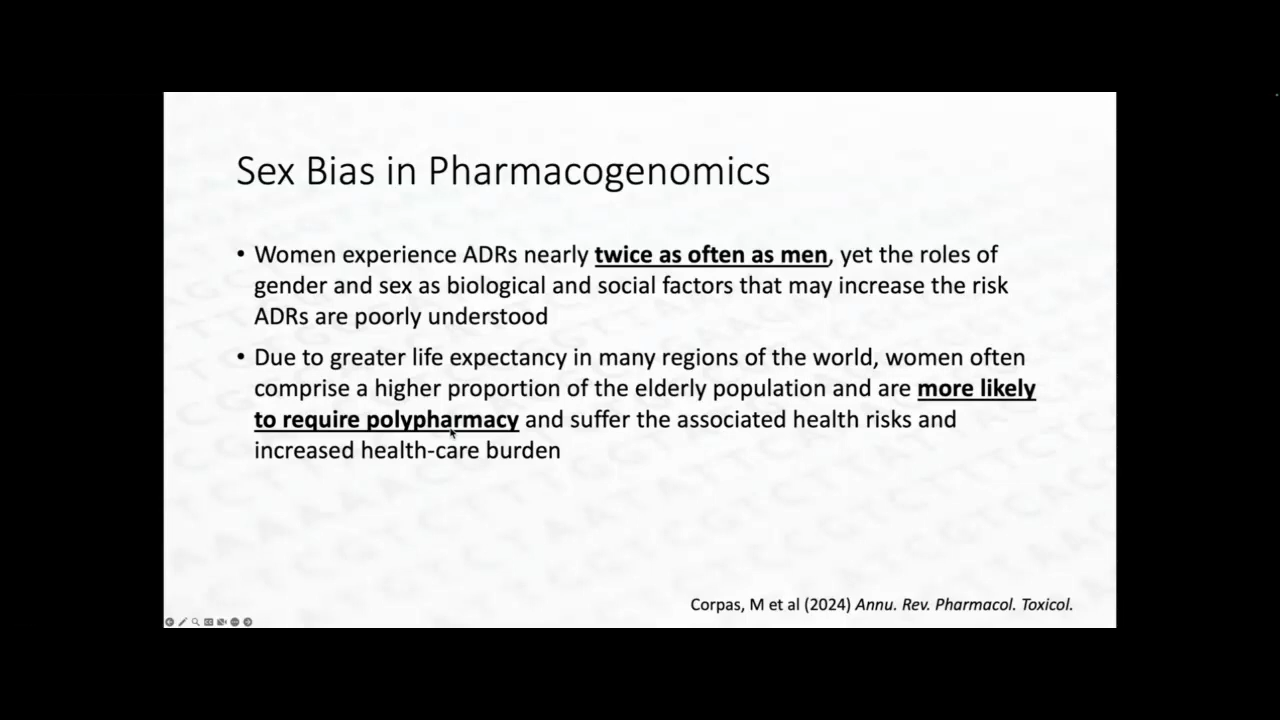 Sex Bias in Pharmacogenomics
• Women experience ADRs nearly twice as often as men, yet the roles of
gender and sex as biological and social factors that may increase the risk
ADRs are poorly understood
• Due to greater life expectancy in many regions of the world, women often
comprise a higher proportion of the elderly population and are more likely
to require polypharmacy and suffer the associated health risks and
increased health-care burden
Corpas, M et al (2024) Annu. Rev. Pharmacol. Toxicol.